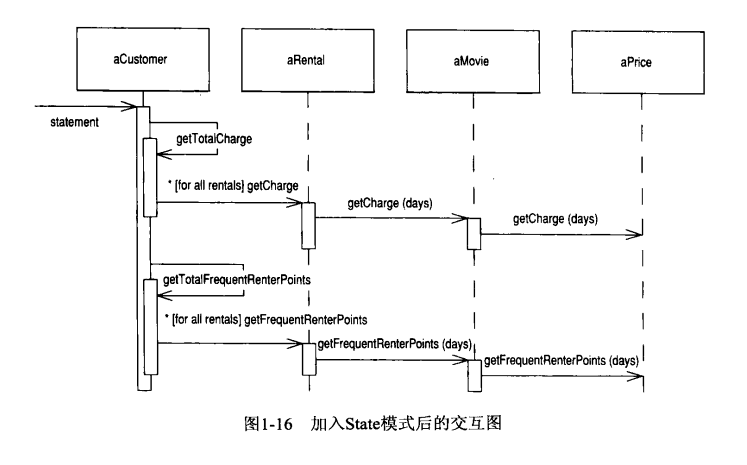 aCustomer
aRental
aMovie
aPrice
statement
getTotalCharge
* [for all rentals] getCharge
getCharge (days)
getCharge (days)
getTotalFrequentRenterPoints
* [for all rentals] getFrequentRenterPoints
getFrequentRenterPoints (days)
getFrequentRenterPoints (days)
图1-16 加入State模式后的交互图